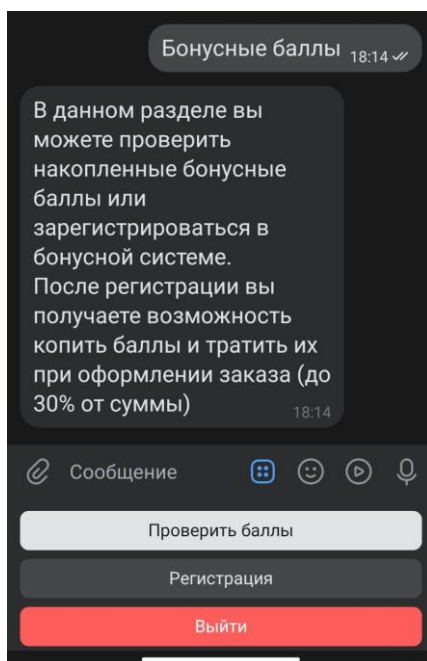 Бонусные баллы 18:14
В данном разделе вы
можете проверить
накопленные бонусные
баллы или
зарегистрироваться в
бонусной системе.
После регистрации вы
получаете возможность
копить баллы и тратить их
при оформлении заказа (до
30% от суммы) 18:14
Сообщение
Проверить баллы
Регистрация
Выйти